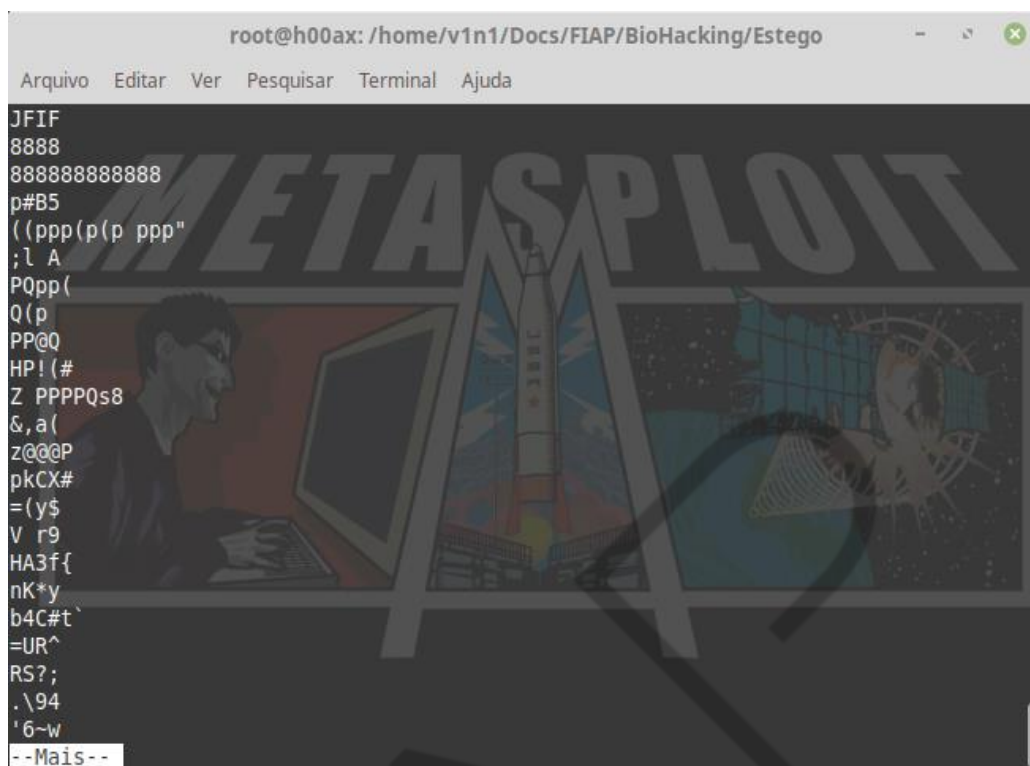 root@h00ax: /home/v1n1/Docs/FIAP/BioHacking/Estego
Arquivo Editar Ver Pesquisar Terminal Ajuda
JFIF
8888
888888888888
p#B5
((ppp(p(p ppp"
;l A
PQpp(
Q(p
PP@Q
HP!(#
Z PPPPQs8
&,a(
z@@@P
pkCX#
=(y$
V r9
HA3f{
nK*y
b4C#t`
=UR^
RS?;
.\94
'6~w
--Mais--
METASPLOIT